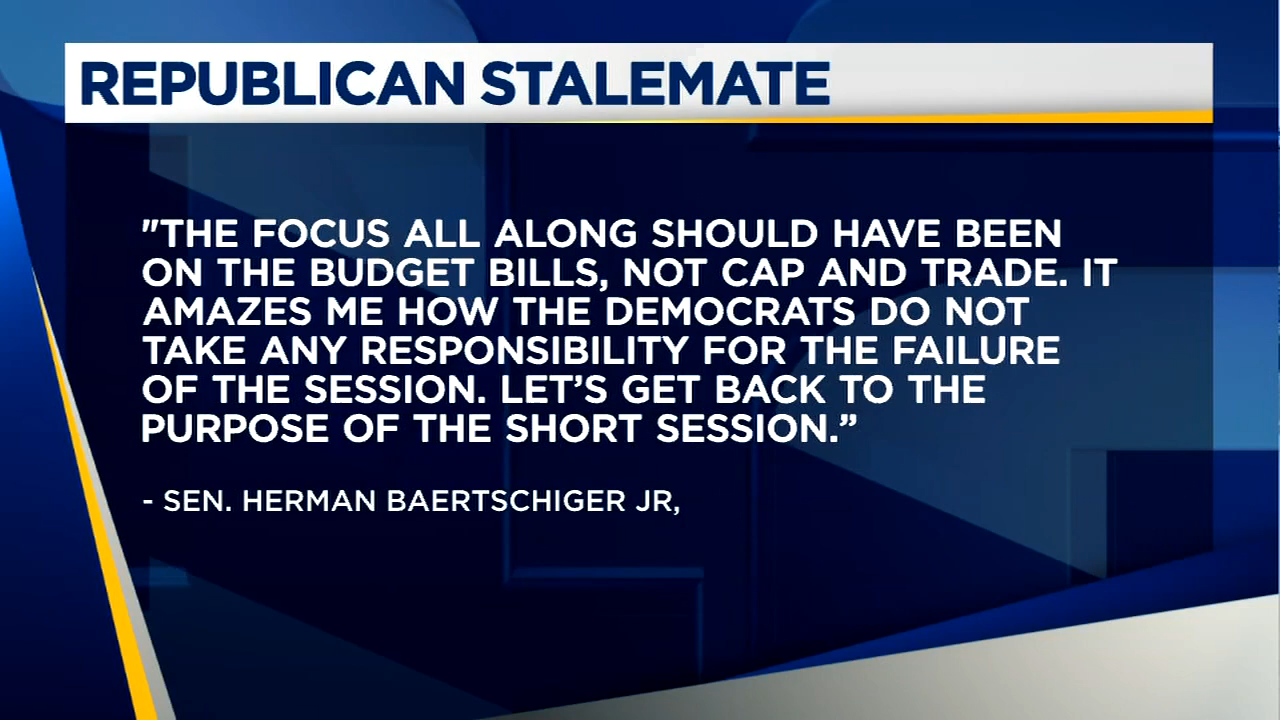 REPUBLICAN STALEMATE
"THE FOCUS ALL ALONG SHOULD HAVE BEEN
ON THE BUDGET BILLS, NOT CAP AND TRADE. IT
AMAZES ME HOW THE DEMOCRATS DO NOT
TAKE ANY RESPONSIBILITY FOR THE FAILURE
OF THE SESSION. LET’S GET BACK TO THE
PURPOSE OF THE SHORT SESSION.”
- SEN. HERMAN BAERTSCHIGER JR,